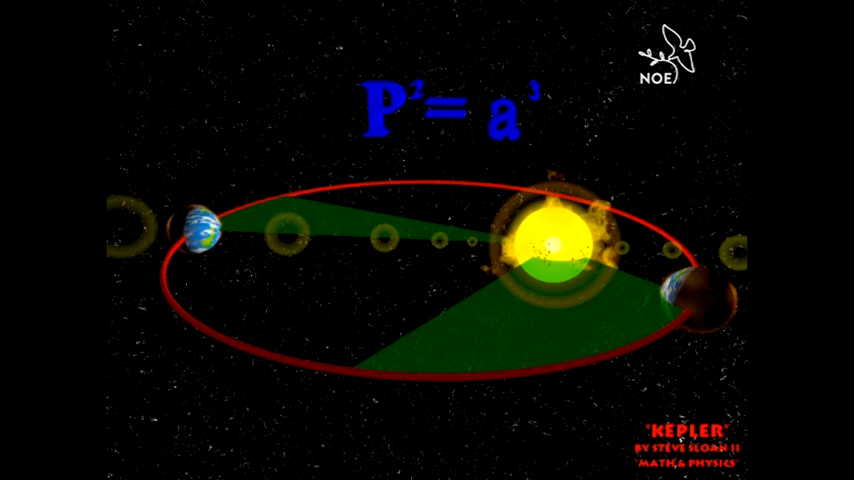 NOE
P²= a³
"KEPLER"
BY STEVE SLOAN II
"MATH & PHYSICS"